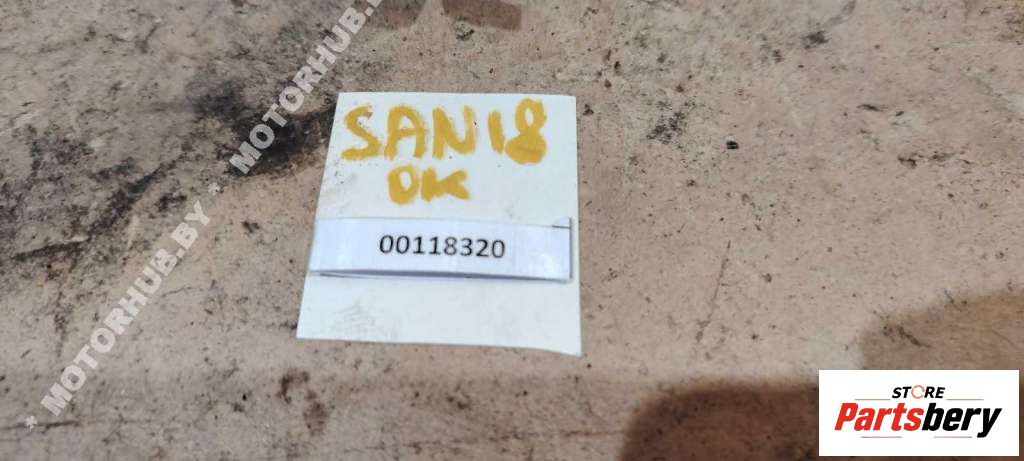 * MOTORHUB.BY * MOTORHUB.BY
SAN18
OK
00118320
STORE
Partsbery